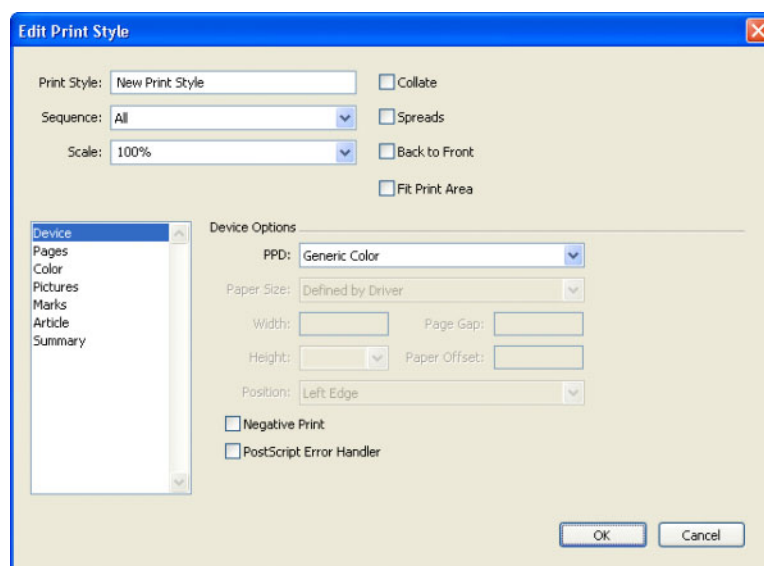 Edit Print Style
Print Style: New Print Style
Collate
Sequence: All
Spreads
Scale: 100%
Back to Front
Fit Print Area
Device
Pages
Color
Pictures
Marks
Article
Summary
Device Options
PPD: Generic Color
Paper Size: Defined by Driver
Width: Page Gap:
Height: Paper Offset:
Position: Left Edge
Negative Print
PostScript Error Handler
OK Cancel